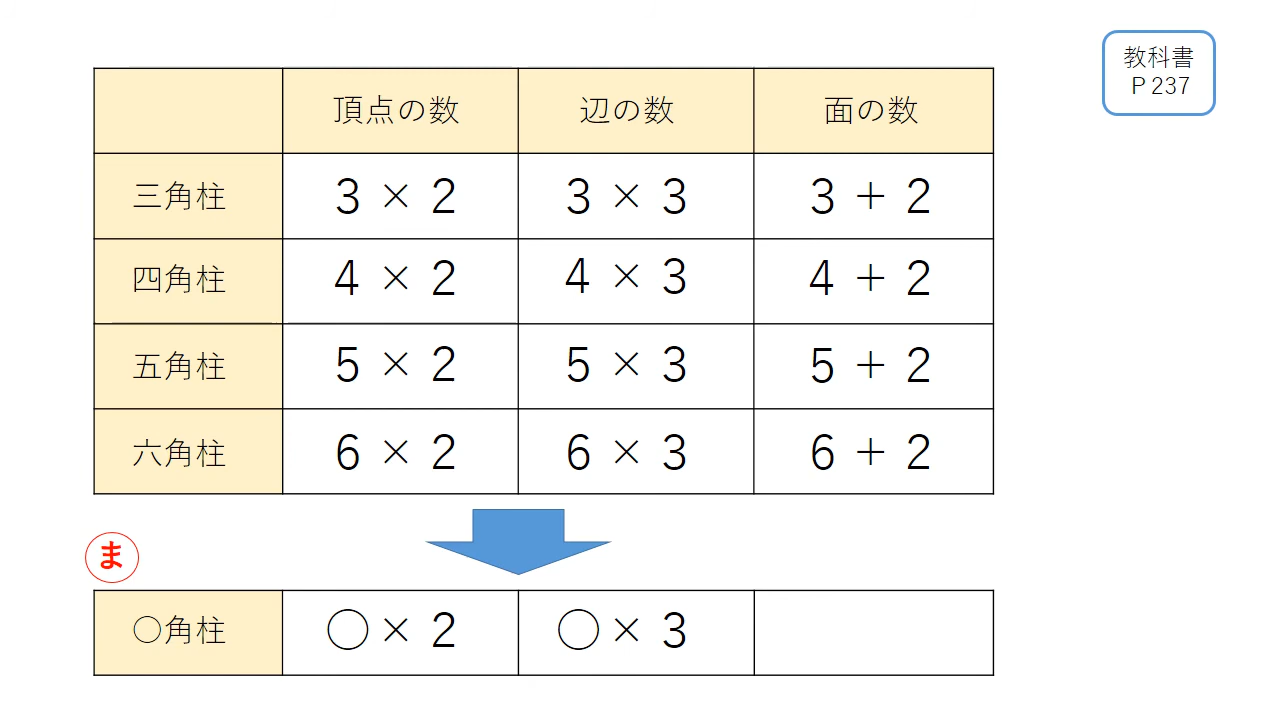 教科書
P 237
頂点の数 辺の数 面の数
三角柱 3 × 2 3 × 3 3 + 2
四角柱 4 × 2 4 × 3 4 + 2
五角柱 5 × 2 5 × 3 5 + 2
六角柱 6 × 2 6 × 3 6 + 2
ま
○角柱 ○ × 2 ○ × 3